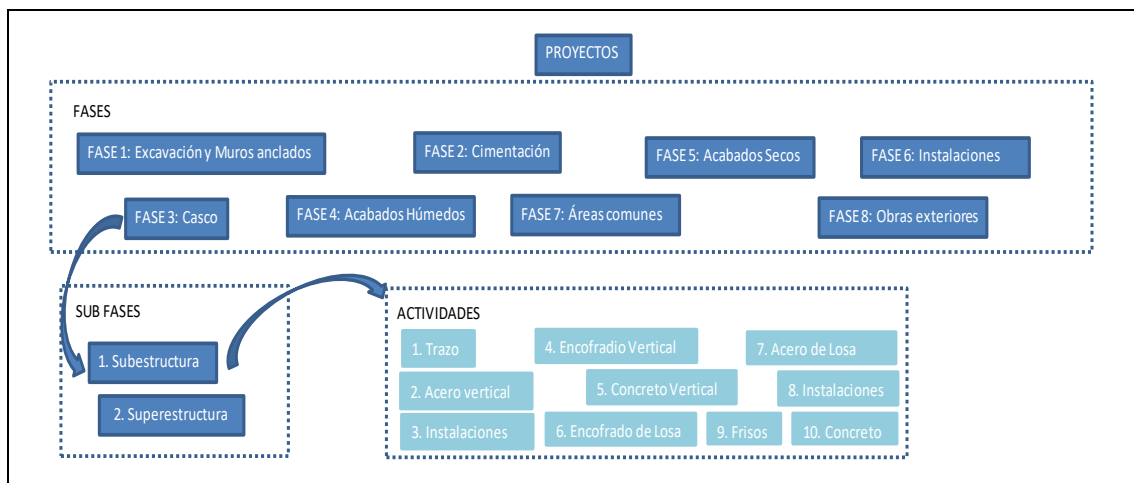 PROYECTOS
FASES
FASE 1: Excavación y Muros anclados
FASE 2: Cimentación
FASE 5: Acabados Secos
FASE 6: Instalaciones
FASE 3: Casco
FASE 4: Acabados Húmedos
FASE 7: Áreas comunes
FASE 8: Obras exteriores
SUB FASES
1. Subestructura
2. Superestructura
ACTIVIDADES
1. Trazo
4. Encofradio Vertical
7. Acero de Losa
2. Acero vertical
5. Concreto Vertical
8. Instalaciones
3. Instalaciones
6. Encofrado de Losa
9. Frisos
10. Concreto